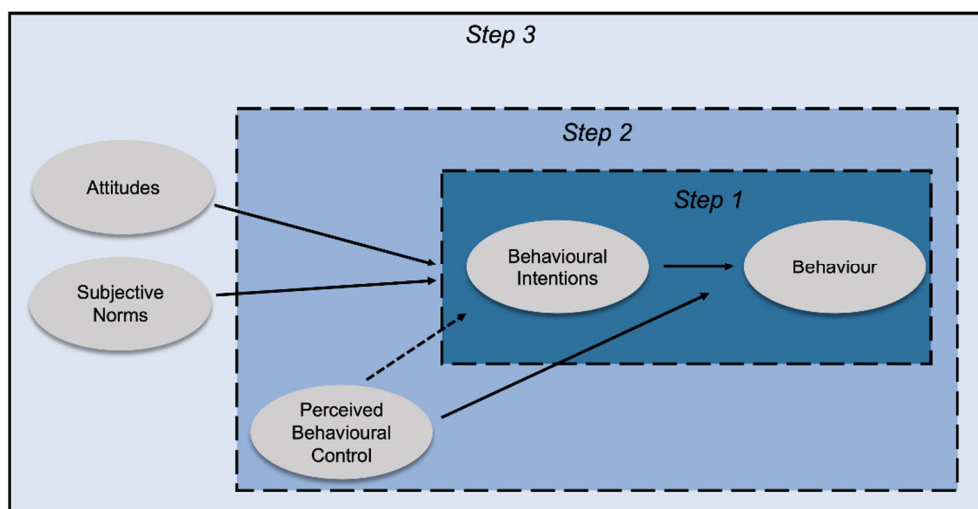 Step 3
Step 2
Step 1
Attitudes
Behavioural
Intentions
Behaviour
Subjective
Norms
Perceived
Behavioural
Control